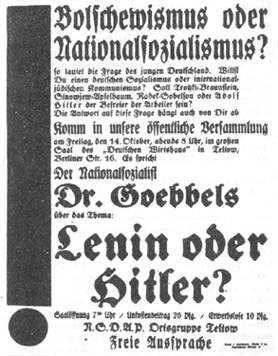 Bolschewismus oder
Nationalsozialismus?
so lautet die Frage des jungen Deutschland. Willst
Du einen deutschen Sozialismus oder international-
jüdischen Kommunismus? Soll Trotzki-Braunstein,
Sinowjew-Apfelbaum, Radek-Sobelsohn oder Adolf
Hitler der Befreier der Arbeiter sein?
Die Antwort auf diese Frage hängt auch von Dir ab
Komm in unsere öffentliche Versammlung
am Freitag, den 14. Oktober, abends 8 Uhr, im großen
Saal des „Deutschen Wirtshaus" in Teltow,
Berliner Str. 16. Es spricht
Der Nationalsozialist
Dr. Goebbels
über das Thema:
Lenin oder
Hitler?
Saalöffnung 7 Uhr / Unkostenbeitrag 20 Pfg. / Erwerbslose 10 Pfg.
N.S.D.A.P. Ortsgruppe Teltow
Freie Aussprache